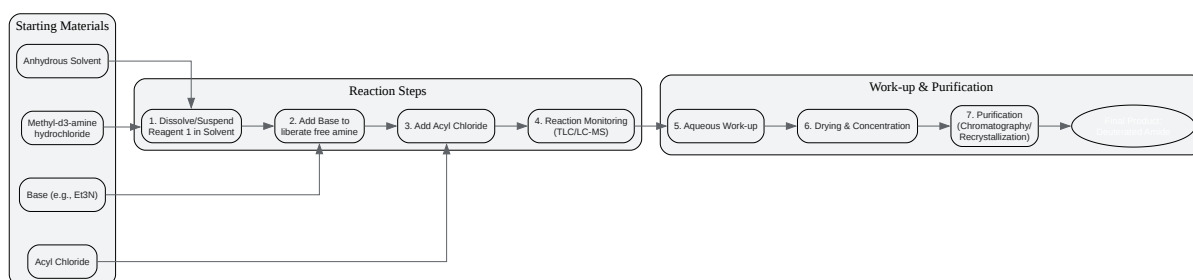 Starting Materials
Anhydrous Solvent
Methyl-d3-amine
hydrochloride
Base (e.g., Et3N)
Acyl Chloride
Reaction Steps
1. Dissolve/Suspend
Reagent 1 in Solvent
2. Add Base to
liberate free amine
3. Add Acyl Chloride
4. Reaction Monitoring
(TLC/LC-MS)
Work-up & Purification
5. Aqueous Work-up
6. Drying & Concentration
7. Purification
(Chromatography/
Recrystallization)